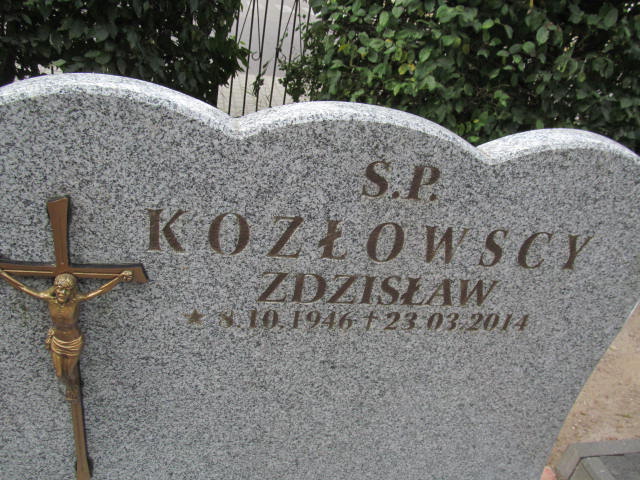 Ś.P.
KOZŁOWSCY
ZDZISŁAW
* 8.10.1946 + 23.03.2014